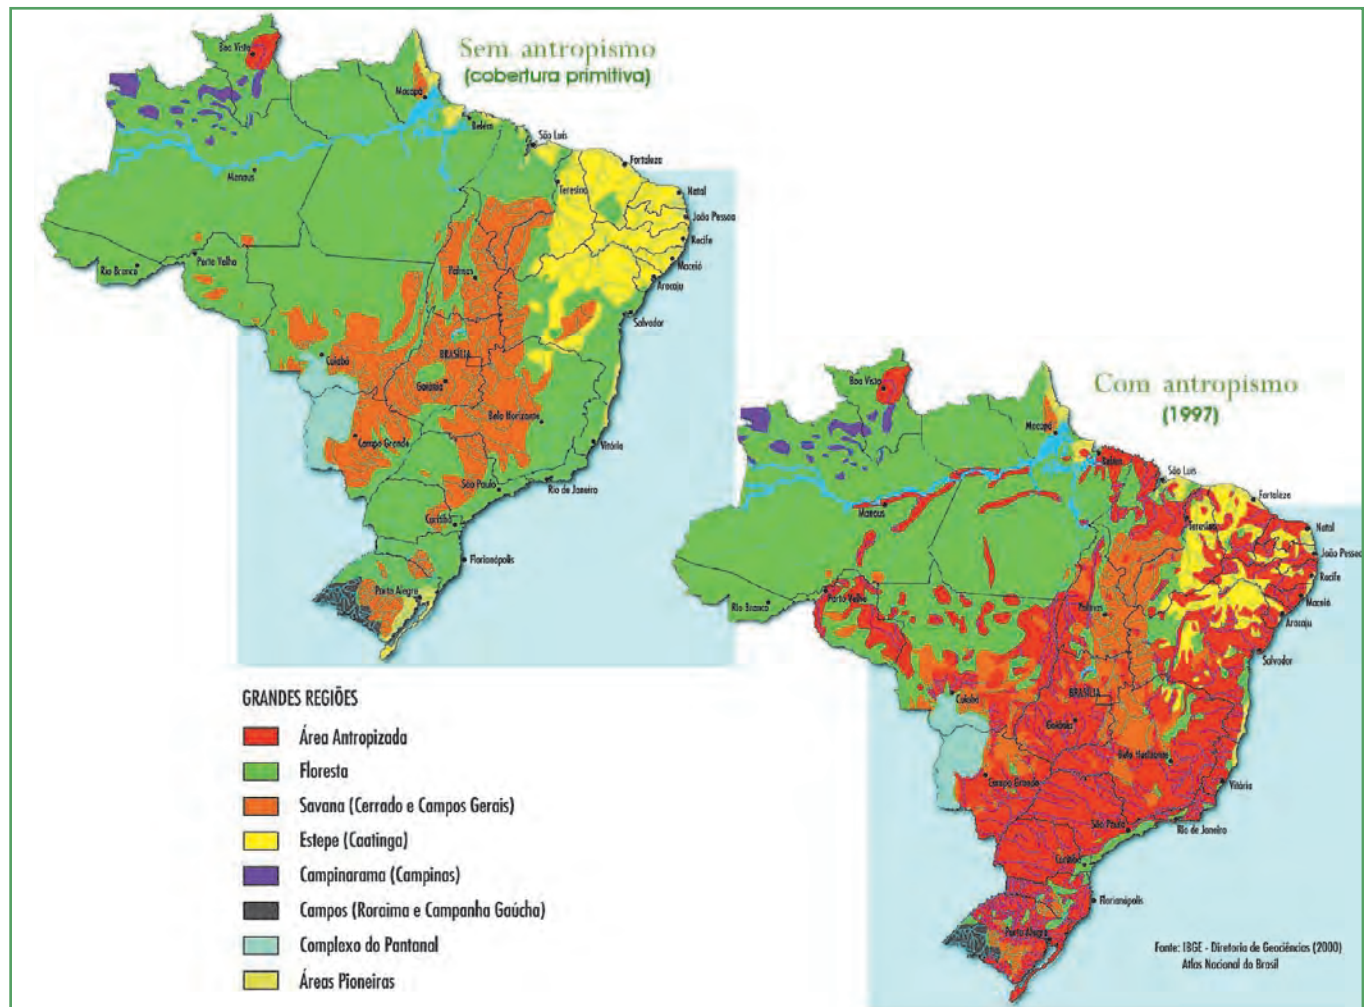 Sem antropismo
(cobertura primitiva)
Boa Vista
Macapá
Belém
São Luís
Fortaleza
Manaus
Teresina
Natal
João Pessoa
Recife
Porto Velho
Rio Branco
Palmas
Maceió
Aracaju
Salvador
Cuiabá
BRASÍLIA
Goiânia
Belo Horizonte
Campo Grande
Vitória
São Paulo
Rio de Janeiro
Curitiba
Florianópolis
Porto Alegre
Com antropismo
(1997)
Boa Vista
Macapá
Belém
São Luís
Fortaleza
Manaus
Teresina
Natal
João Pessoa
Recife
Porto Velho
Rio Branco
Palmas
Maceió
Aracaju
Salvador
Cuiabá
BRASÍLIA
Goiânia
Belo Horizonte
Campo Grande
Vitória
São Paulo
Rio de Janeiro
Curitiba
Florianópolis
Porto Alegre
GRANDES REGIÕES
Área Antropizada
Floresta
Savana (Cerrado e Campos Gerais)
Estepe (Caatinga)
Campinarama (Campinas)
Campos (Roraima e Campanha Gaúcha)
Complexo do Pantanal
Áreas Pioneiras
Fonte: IBGE - Diretoria de Geociências (2000)
Atlas Nacional do Brasil